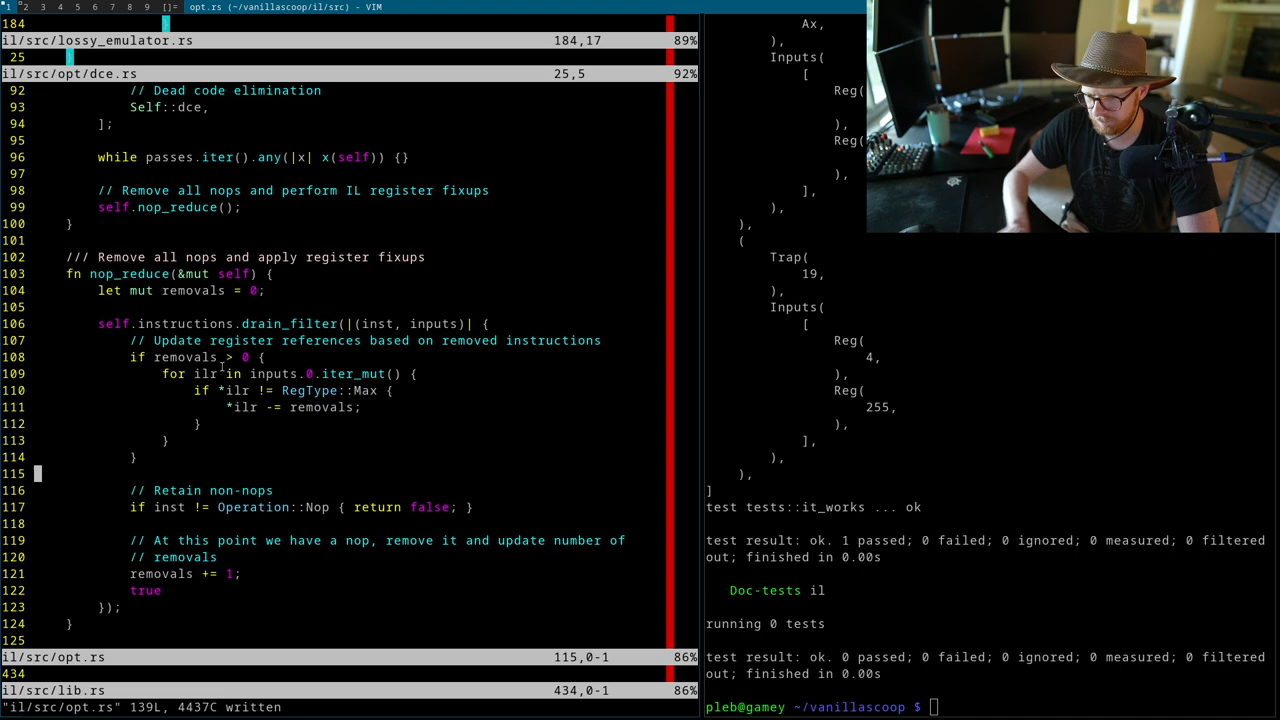 1 2 3 4 5 6 7 8 9 []= opt.rs (~/vanillascoop/il/src) - VIM
184 }
il/src/lossy_emulator.rs 184,17 89%
25 }
il/src/opt/dce.rs 25,5 92%
92 // Dead code elimination
93 Self::dce,
94 ];
95
96 while passes.iter().any(|x| x(self)) {}
97
98 // Remove all nops and perform IL register fixups
99 self.nop_reduce();
100 }
101
102 /// Remove all nops and apply register fixups
103 fn nop_reduce(&mut self) {
104 let mut removals = 0;
105
106 self.instructions.drain_filter(|(inst, inputs)| {
107 // Update register references based on removed instructions
108 if removals > 0 {
109 for ilr in inputs.0.iter_mut() {
110 if *ilr != RegType::Max {
111 *ilr -= removals;
112 }
113 }
114 }
115
116 // Retain non-nops
117 if inst != Operation::Nop { return false; }
118
119 // At this point we have a nop, remove it and update number of
120 // removals
121 removals += 1;
122 true
123 });
124 }
125
il/src/opt.rs 115,0-1 86%
434
il/src/lib.rs 434,0-1 86%
"il/src/opt.rs" 139L, 4437C written
Ax,
),
Inputs(
[
Reg(
),
Reg(
),
],
),
),
(
Trap(
19,
),
Inputs(
[
Reg(
4,
),
Reg(
255,
),
],
),
),
]
test tests::it_works ... ok
test result: ok. 1 passed; 0 failed; 0 ignored; 0 measured; 0 filtered
out; finished in 0.00s
Doc-tests il
running 0 tests
test result: ok. 0 passed; 0 failed; 0 ignored; 0 measured; 0 filtered
out; finished in 0.00s
pleb@gamey ~/vanillascoop $